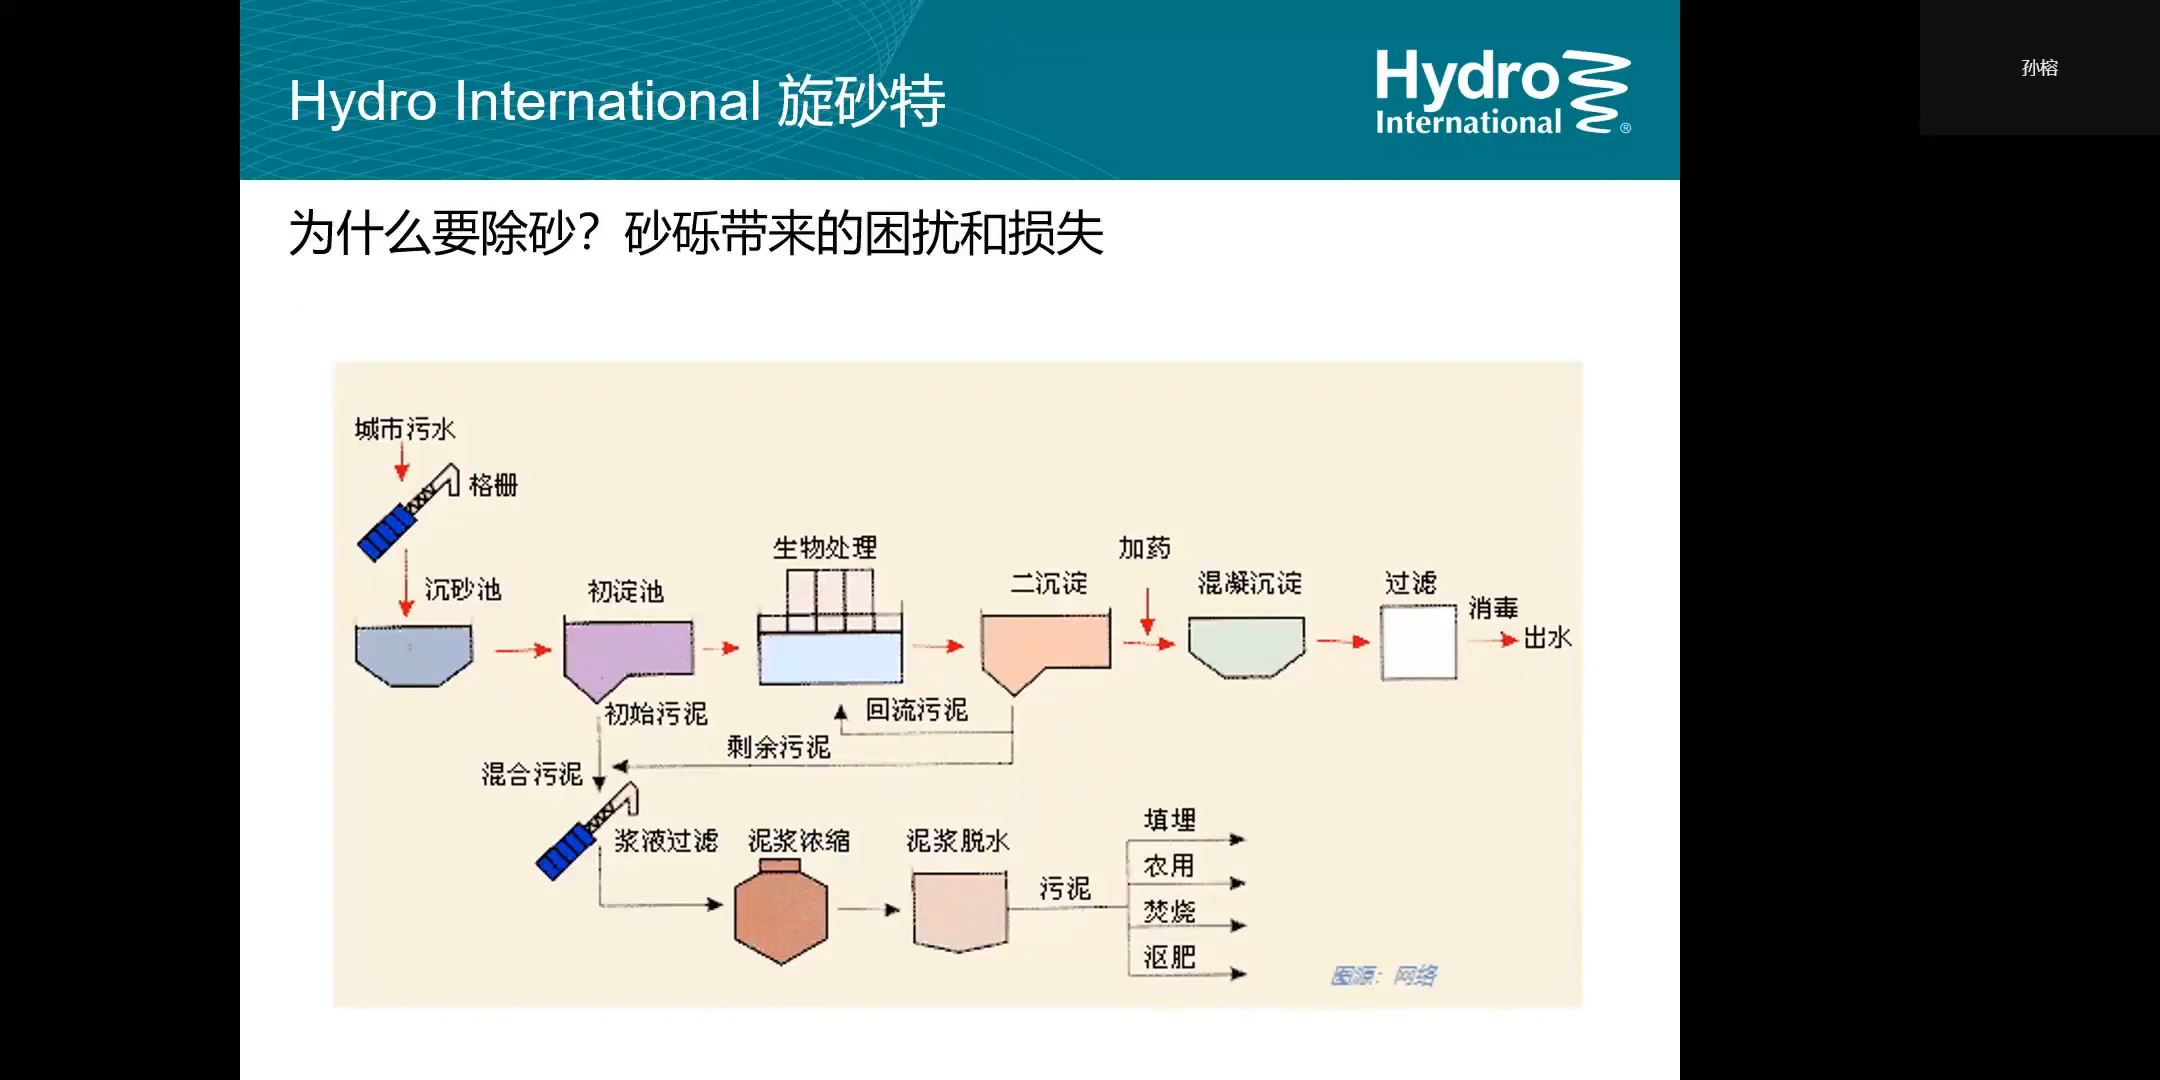 Hydro International 旋砂特
Hydro
International
®
孙榕
为什么要除砂？砂砾带来的困扰和损失
城市污水
格栅
沉砂池
初淀池
生物处理
二沉淀
加药
混凝沉淀
过滤
消毒
出水
初始污泥
回流污泥
剩余污泥
混合污泥
浆液过滤
泥浆浓缩
泥浆脱水
污泥
填埋
农用
焚烧
沤肥
图源：网络